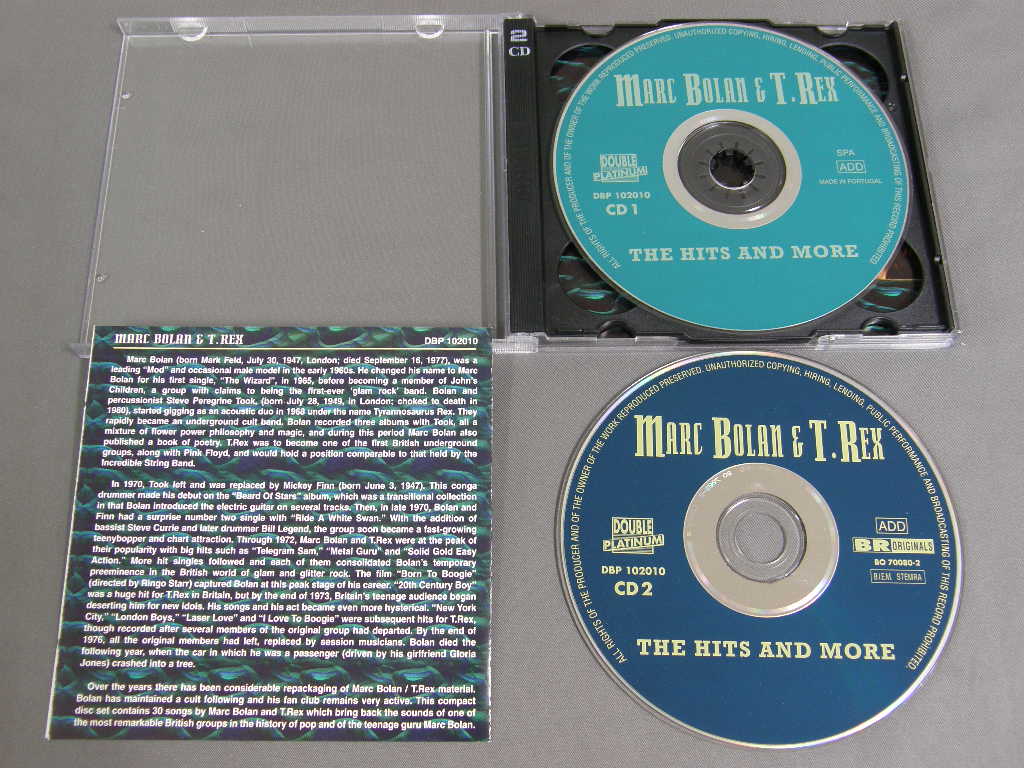 2
CD
ALL RIGHTS OF THE PRODUCER AND OF THE OWNER OF THE WORK REPRODUCED RESERVED. UNAUTHORIZED COPYING, HIRING, LENDING, PUBLIC PERFORMANCE AND BROADCASTING OF THIS RECORD PROHIBITED.
MARC BOLAN & T.REX
DOUBLE
PLATINUM
DBP 102010
CD 1
SPA
ADD
MADE IN PORTUGAL
THE HITS AND MORE
MARC BOLAN & T.REX DBP 102010
Marc Bolan (born Mark Feld, July 30, 1947, London; died September 16, 1977), was a
leading "Mod" and occasional male model in the early 1960s. He changed his name to Marc
Bolan for his first single, "The Wizard", in 1965, before becoming a member of John's
Children, a group with claims to being the first-ever 'glam rock' band. Bolan and
percussionist Steve Peregrine Took, (born July 28, 1949, in London; choked to death in
1980), started gigging as an acoustic duo in 1968 under the name Tyrannosaurus Rex. They
rapidly became an underground cult band. Bolan recorded three albums with Took, all a
mixture of flower power philosophy and magic, and during this period Marc Bolan also
published a book of poetry. T.Rex was to become one of the first British underground
groups, along with Pink Floyd, and would hold a position comparable to that held by the
Incredible String Band.
In 1970, Took left and was replaced by Mickey Finn (born June 3, 1947). This conga
drummer made his debut on the "Beard Of Stars" album, which was a transitional collection
in that Bolan introduced the electric guitar on several tracks. Then, in late 1970, Bolan and
Finn had a surprise number two single with "Ride A White Swan." With the addition of
bassist Steve Currie and later drummer Bill Legend, the group soon became a fast-growing
teenybopper and chart attraction. Through 1972, Marc Bolan and T.Rex were at the peak of
their popularity with big hits such as "Telegram Sam," "Metal Guru" and "Solid Gold Easy
Action." More hit singles followed and each of them consolidated Bolan's temporary
preeminence in the British world of glam and glitter rock. The film "Born To Boogie"
(directed by Ringo Starr) captured Bolan at this peak stage of his career. "20th Century Boy"
was a huge hit for T.Rex in Britain, but by the end of 1973, Britain's teenage audience began
deserting him for new idols. His songs and his act became even more hysterical. "New York
City," "London Boys," "Laser Love" and "I Love To Boogie" were subsequent hits for T.Rex,
though recorded after several members of the original group had departed. By the end of
1976, all the original members had left, replaced by session musicians. Bolan died the
following year, when the car in which he was a passenger (driven by his girlfriend Gloria
Jones) crashed into a tree.
Over the years there has been considerable repackaging of Marc Bolan / T.Rex material.
Bolan has maintained a cult following and his fan club remains very active. This compact
disc set contains 30 songs by Marc Bolan and T.Rex which bring back the sounds of one of
the most remarkable British groups in the history of pop and of the teenage guru Marc Bolan.
ALL RIGHTS OF THE PRODUCER AND OF THE OWNER OF THE WORK REPRODUCED RESERVED. UNAUTHORIZED COPYING, HIRING, LENDING, PUBLIC PERFORMANCE AND BROADCASTING OF THIS RECORD PROHIBITED.
MARC BOLAN & T.REX
DOUBLE
PLATINUM
DBP 102010
CD 2
ADD
BR ORIGINALS
BO 70080-2
BIEM STEMRA
THE HITS AND MORE